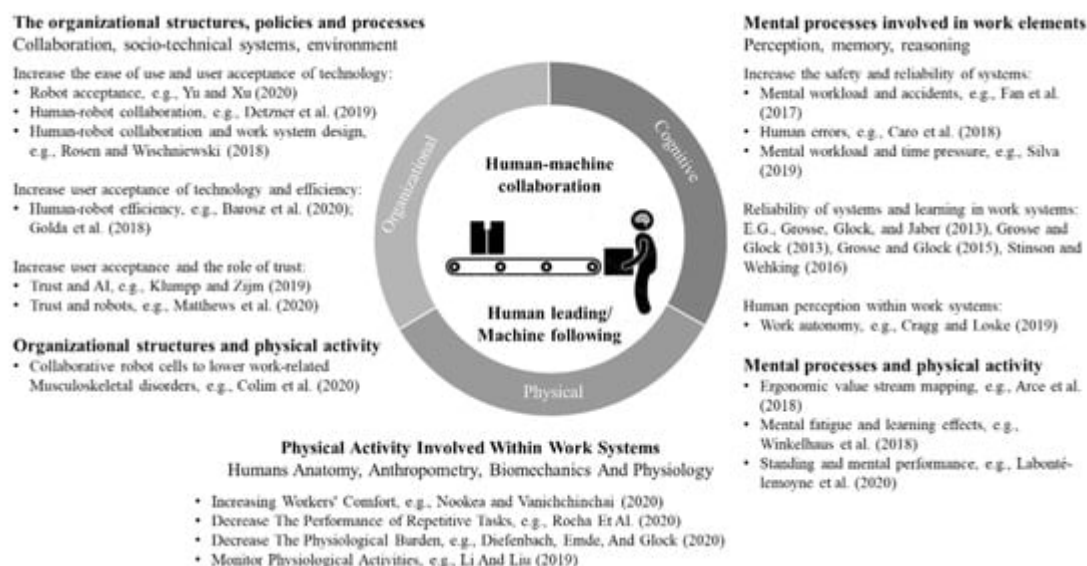 The organizational structures, policies and processes
Collaboration, socio-technical systems, environment
Increase the ease of use and user acceptance of technology:
• Robot acceptance, e.g., Yu and Xu (2020)
• Human-robot collaboration, e.g., Detzner et al. (2019)
• Human-robot collaboration and work system design,
e.g., Rosen and Wischniewski (2018)
Increase user acceptance of technology and efficiency:
• Human-robot efficiency, e.g., Barosz et al. (2020);
Golda et al. (2018)
Increase user acceptance and the role of trust:
• Trust and AI, e.g., Klumpp and Zijm (2019)
• Trust and robots, e.g., Matthews et al. (2020)
Organizational structures and physical activity
• Collaborative robot cells to lower work-related
Musculoskeletal disorders, e.g., Colim et al. (2020)
Organizational
Cognitive
Physical
Human-machine
collaboration
Human leading/
Machine following
Mental processes involved in work elements
Perception, memory, reasoning
Increase the safety and reliability of systems:
• Mental workload and accidents, e.g., Fan et al.
(2017)
• Human errors, e.g., Caro et al. (2018)
• Mental workload and time pressure, e.g., Silva
(2019)
Reliability of systems and learning in work systems:
E.G., Grosse, Glock, and Jaber (2013), Grosse and
Glock (2013), Grosse and Glock (2015), Stinson and
Wehking (2016)
Human perception within work systems:
• Work autonomy, e.g., Cragg and Loske (2019)
Mental processes and physical activity
• Ergonomic value stream mapping, e.g., Arce et al.
(2018)
• Mental fatigue and learning effects, e.g.,
Winkelhaus et al. (2018)
• Standing and mental performance, e.g., Labonté-
lemoyne et al. (2020)
Physical Activity Involved Within Work Systems
Humans Anatomy, Anthropometry, Biomechanics And Physiology
• Increasing Workers' Comfort, e.g., Nookea and Vanichchinchai (2020)
• Decrease The Performance of Repetitive Tasks, e.g., Rocha Et Al. (2020)
• Decrease The Physiological Burden, e.g., Diefenbach, Emde, And Glock (2020)
• Monitor Physiological Activities, e.g., Li And Liu (2019)